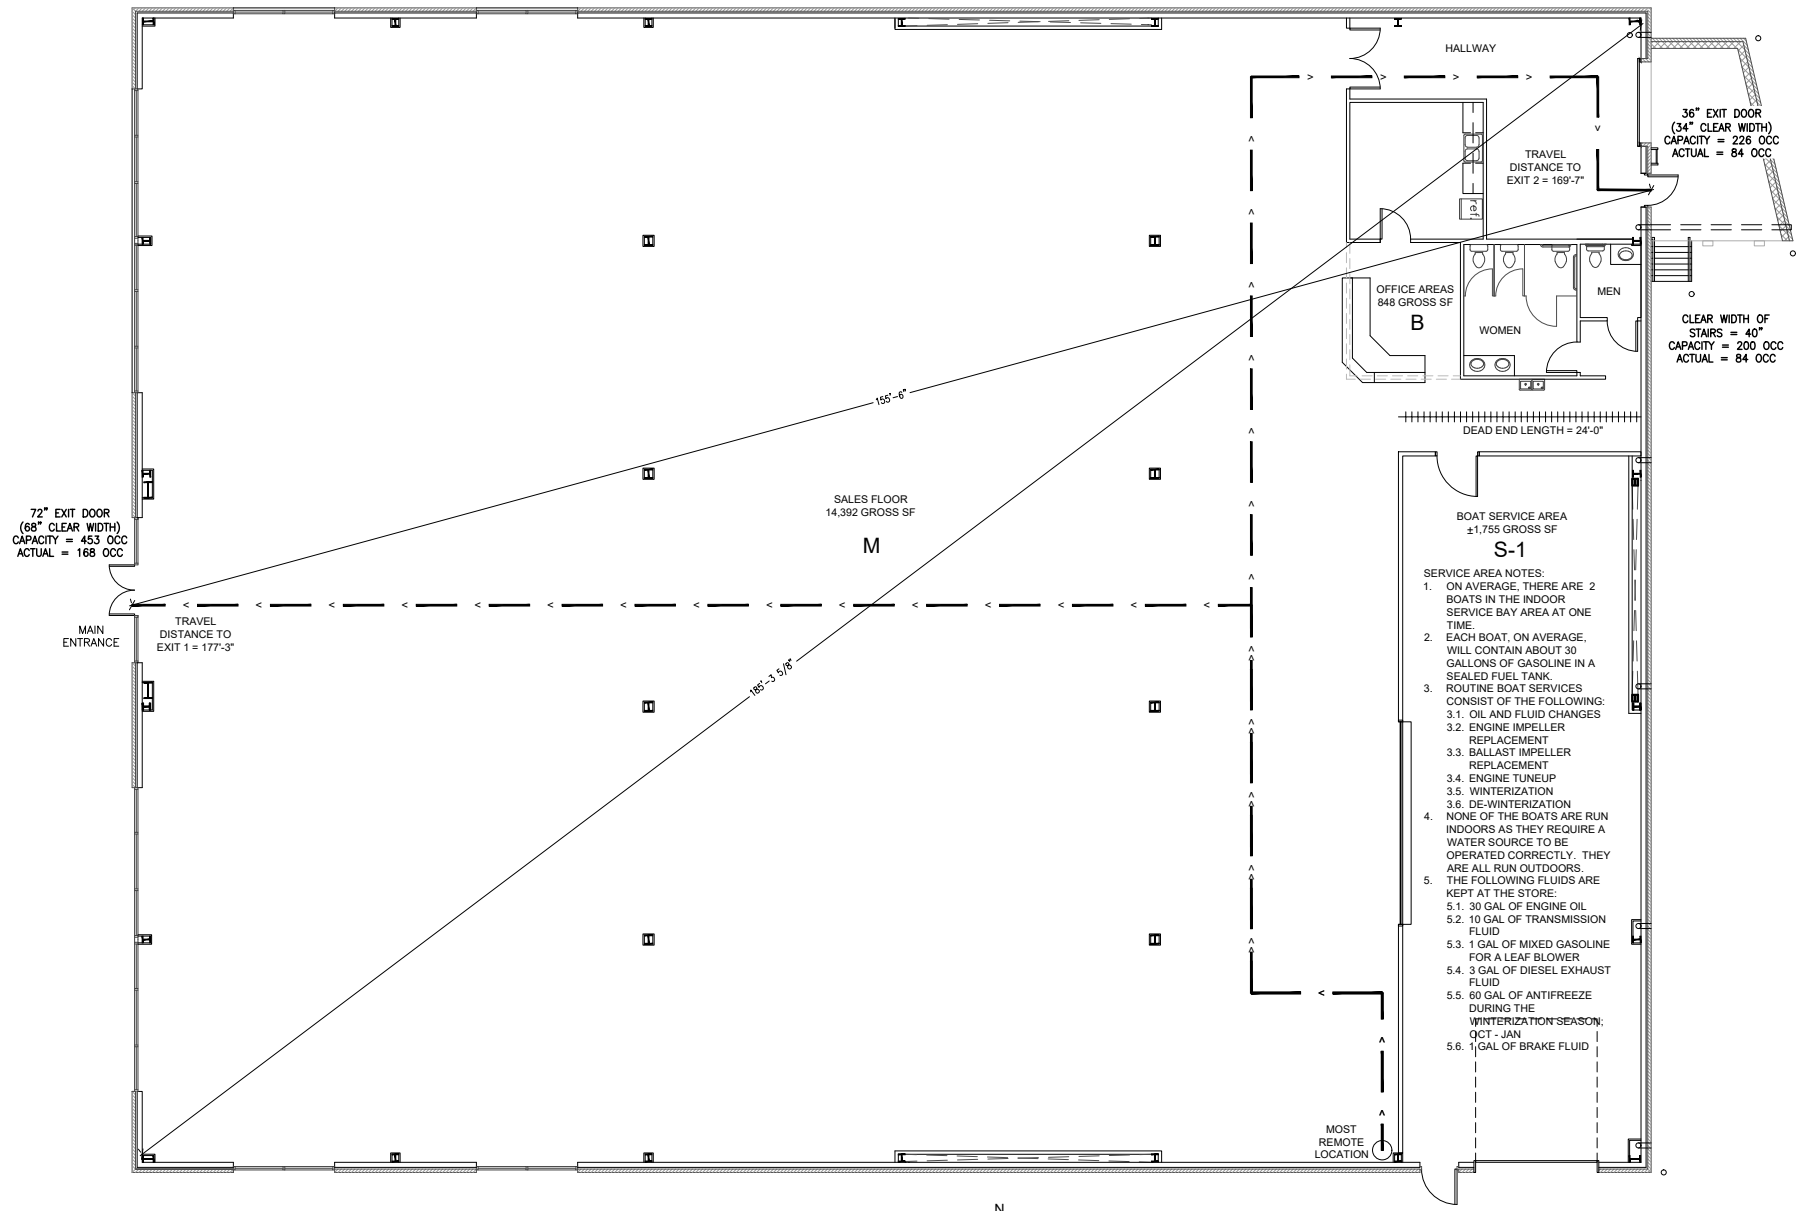 HALLWAY
36" EXIT DOOR
(34" CLEAR WIDTH)
CAPACITY = 226 OCC
ACTUAL = 84 OCC
TRAVEL
DISTANCE TO
EXIT 2 = 169'-7"
ref.
OFFICE AREAS
848 GROSS SF
B
MEN
WOMEN
CLEAR WIDTH OF
STAIRS = 40"
CAPACITY = 200 OCC
ACTUAL = 84 OCC
155'-6"
DEAD END LENGTH = 24'-0"
72" EXIT DOOR
(68" CLEAR WIDTH)
CAPACITY = 453 OCC
ACTUAL = 168 OCC
SALES FLOOR
14,392 GROSS SF
M
MAIN
ENTRANCE
TRAVEL
DISTANCE TO
EXIT 1 = 177'-3"
185'-3 5/8"
BOAT SERVICE AREA
±1,755 GROSS SF
S-1
SERVICE AREA NOTES:
1. ON AVERAGE, THERE ARE 2
BOATS IN THE INDOOR
SERVICE BAY AREA AT ONE
TIME.
2. EACH BOAT, ON AVERAGE,
WILL CONTAIN ABOUT 30
GALLONS OF GASOLINE IN A
SEALED FUEL TANK.
3. ROUTINE BOAT SERVICES
CONSIST OF THE FOLLOWING:
3.1. OIL AND FLUID CHANGES
3.2. ENGINE IMPELLER
REPLACEMENT
3.3. BALLAST IMPELLER
REPLACEMENT
3.4. ENGINE TUNEUP
3.5. WINTERIZATION
3.6. DE-WINTERIZATION
4. NONE OF THE BOATS ARE RUN
INDOORS AS THEY REQUIRE A
WATER SOURCE TO BE
OPERATED CORRECTLY. THEY
ARE ALL RUN OUTDOORS.
5. THE FOLLOWING FLUIDS ARE
KEPT AT THE STORE:
5.1. 30 GAL OF ENGINE OIL
5.2. 10 GAL OF TRANSMISSION
FLUID
5.3. 1 GAL OF MIXED GASOLINE
FOR A LEAF BLOWER
5.4. 3 GAL OF DIESEL EXHAUST
FLUID
5.5. 60 GAL OF ANTIFREEZE
DURING THE
WINTERIZATION SEASON;
OCT - JAN
5.6. 1 GAL OF BRAKE FLUID
MOST
REMOTE
LOCATION
N